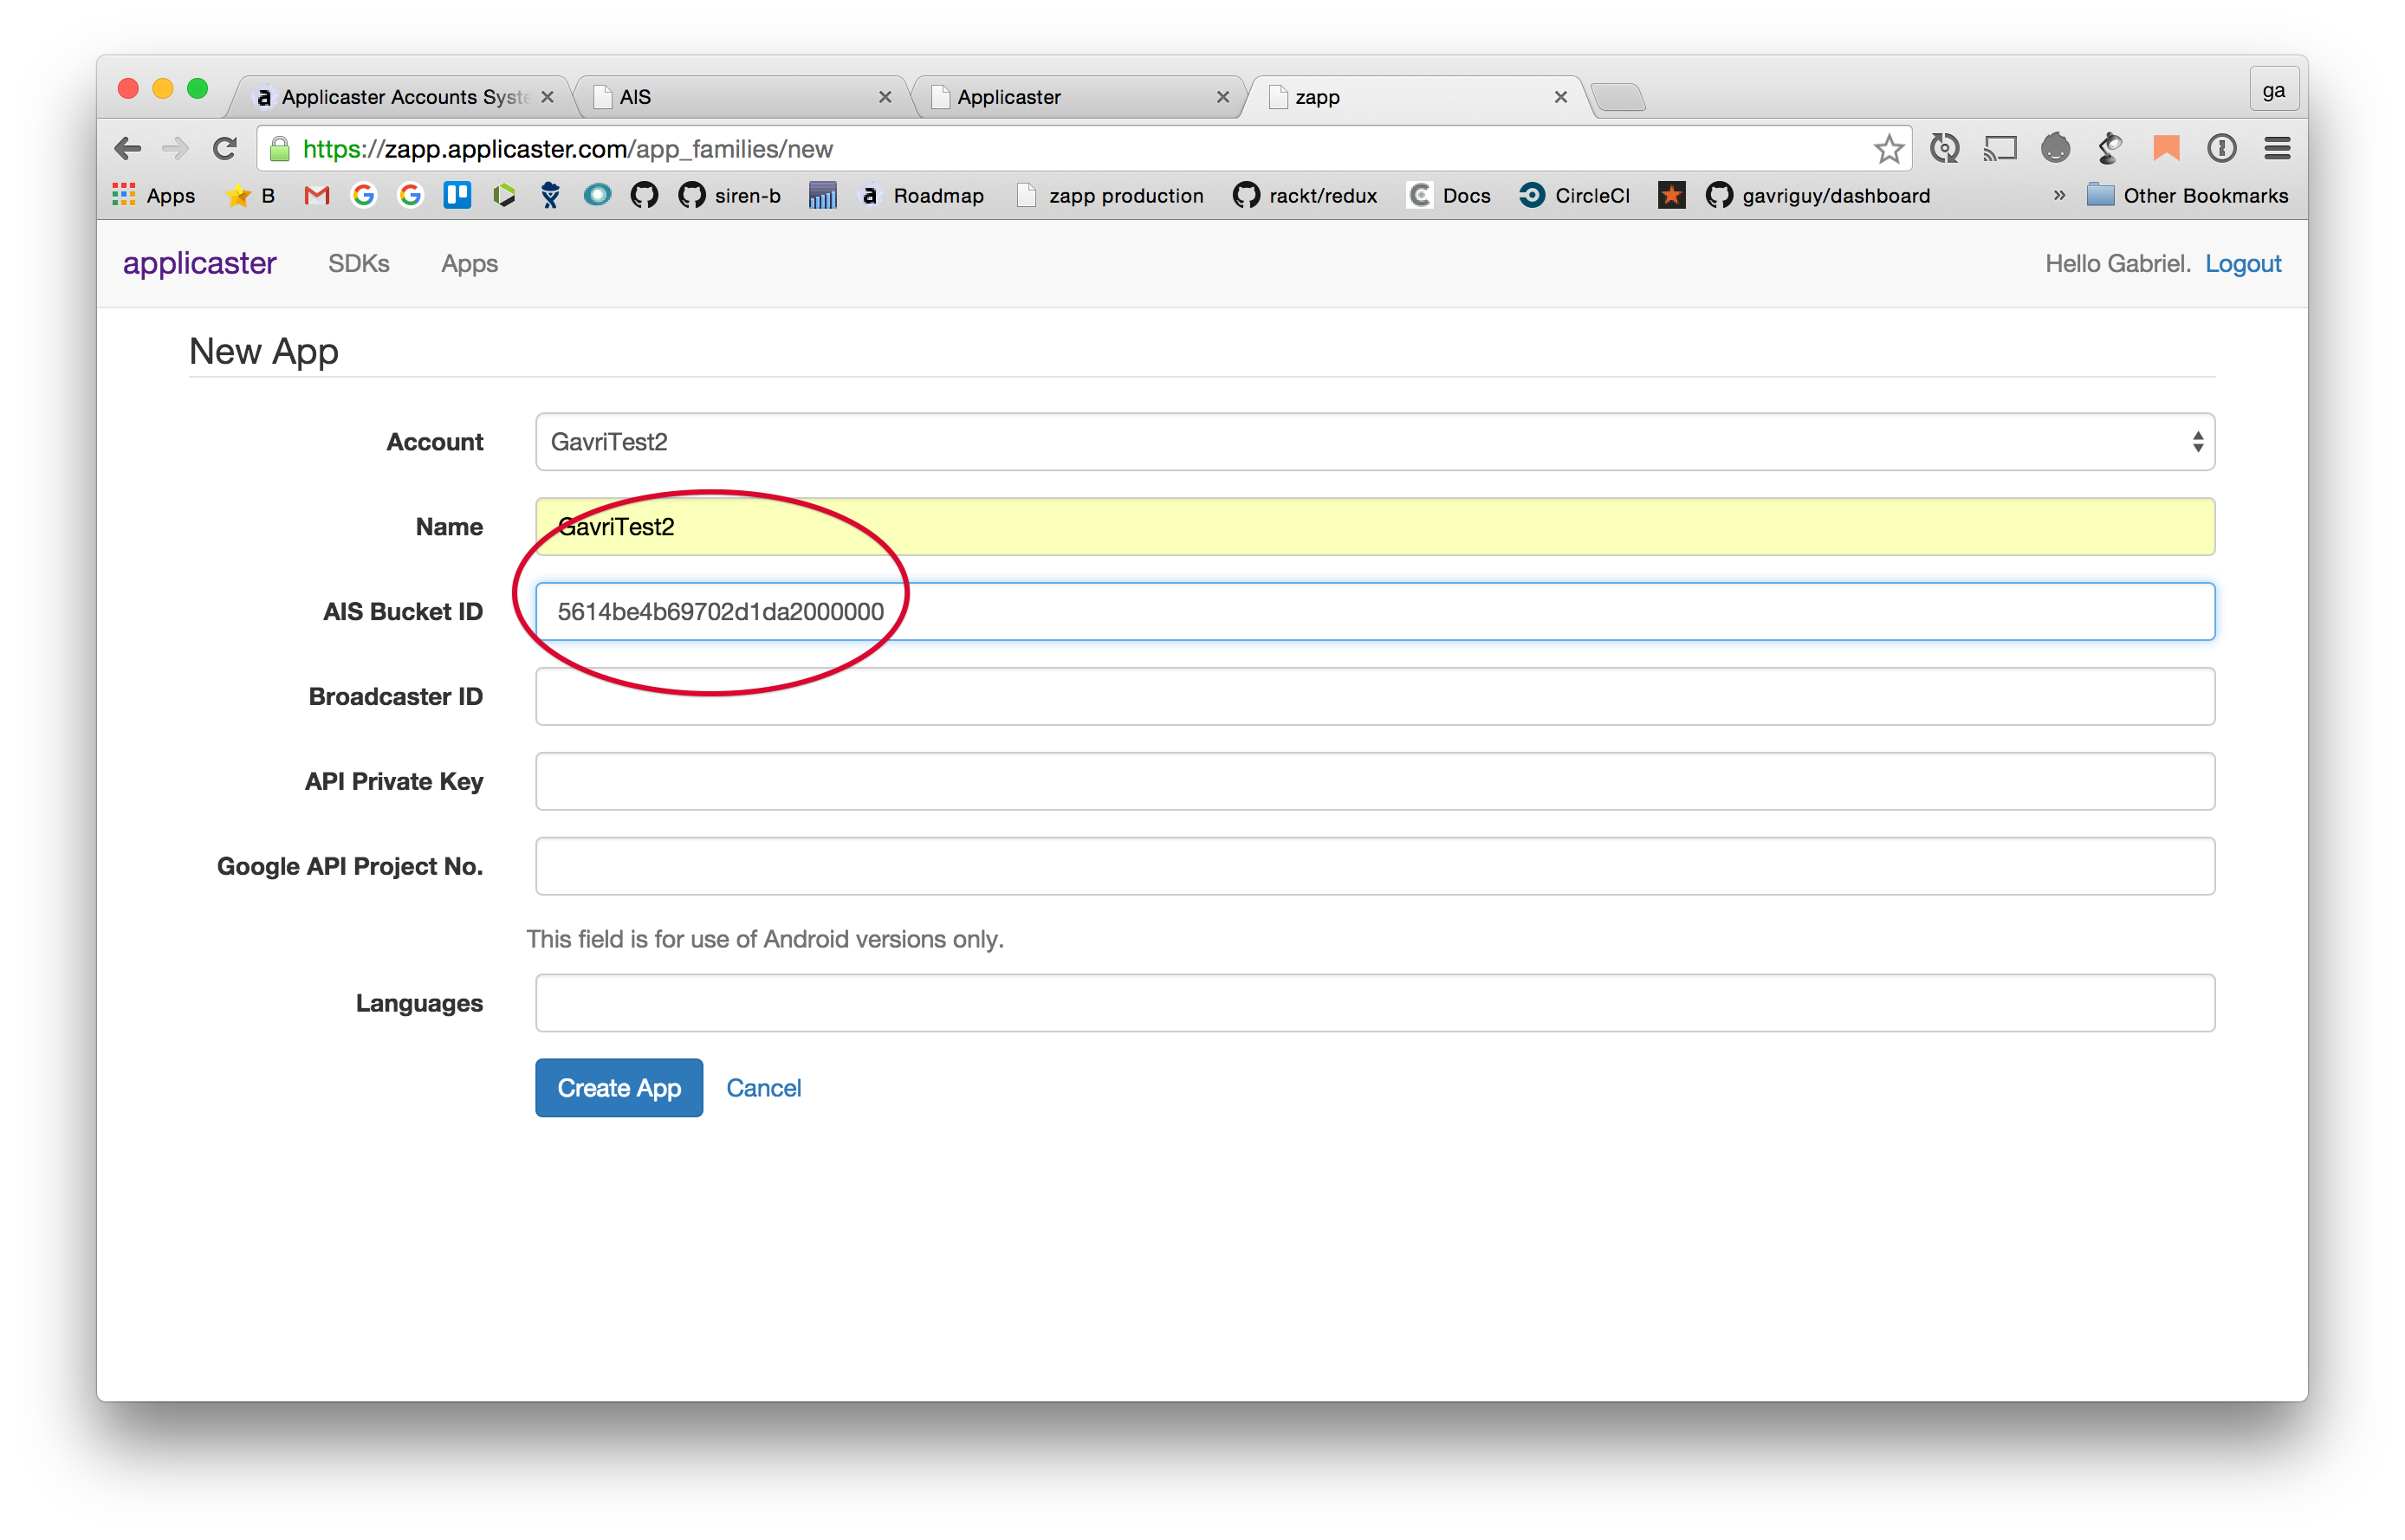 Applicaster Accounts Syste
AIS
Applicaster
zapp
ga
https://zapp.applicaster.com/app_families/new
Apps B siren-b a Roadmap zapp production rackt/redux C Docs CircleCI gavriguy/dashboard » Other Bookmarks
applicaster SDKs Apps Hello Gabriel. Logout
New App
Account GavriTest2
Name GavriTest2
AIS Bucket ID 5614be4b69702d1da2000000
Broadcaster ID
API Private Key
Google API Project No.
This field is for use of Android versions only.
Languages
Create App Cancel